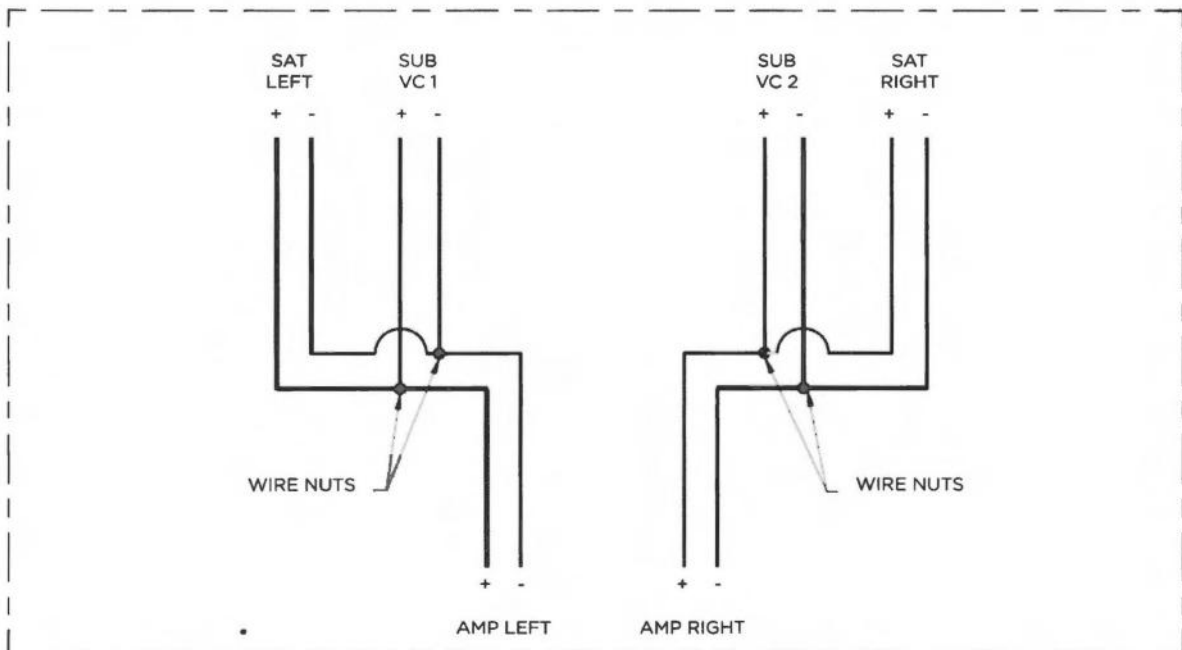 SAT
LEFT
SUB
VC 1
SUB
VC 2
SAT
RIGHT
+ - + - + - + -
WIRE NUTS
WIRE NUTS
+ - + -
AMP LEFT AMP RIGHT